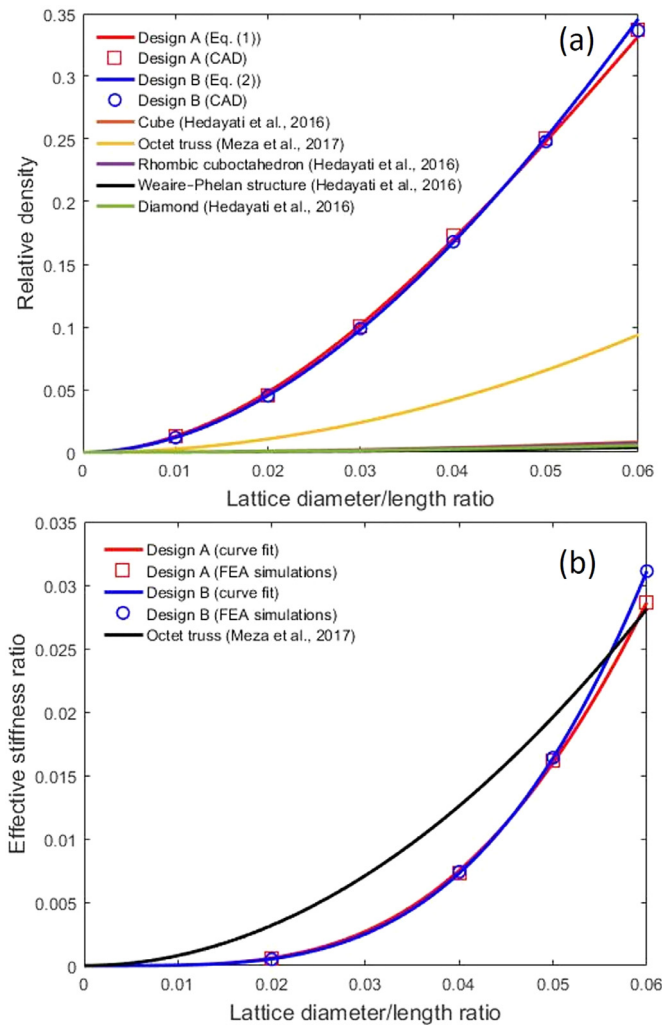 0.35
0.3
0.25
0.2
0.15
0.1
0.05
0
Relative density
(a)
Design A (Eq. (1))
Design A (CAD)
Design B (Eq. (2))
Design B (CAD)
Cube (Hedayati et al., 2016)
Octet truss (Meza et al., 2017)
Rhombic cuboctahedron (Hedayati et al., 2016)
Weaire-Phelan structure (Hedayati et al., 2016)
Diamond (Hedayati et al., 2016)
0 0.01 0.02 0.03 0.04 0.05 0.06
Lattice diameter/length ratio
0.035
0.03
0.025
0.02
0.015
0.01
0.005
0
Effective stiffness ratio
(b)
Design A (curve fit)
Design A (FEA simulations)
Design B (curve fit)
Design B (FEA simulations)
Octet truss (Meza et al., 2017)
0 0.01 0.02 0.03 0.04 0.05 0.06
Lattice diameter/length ratio